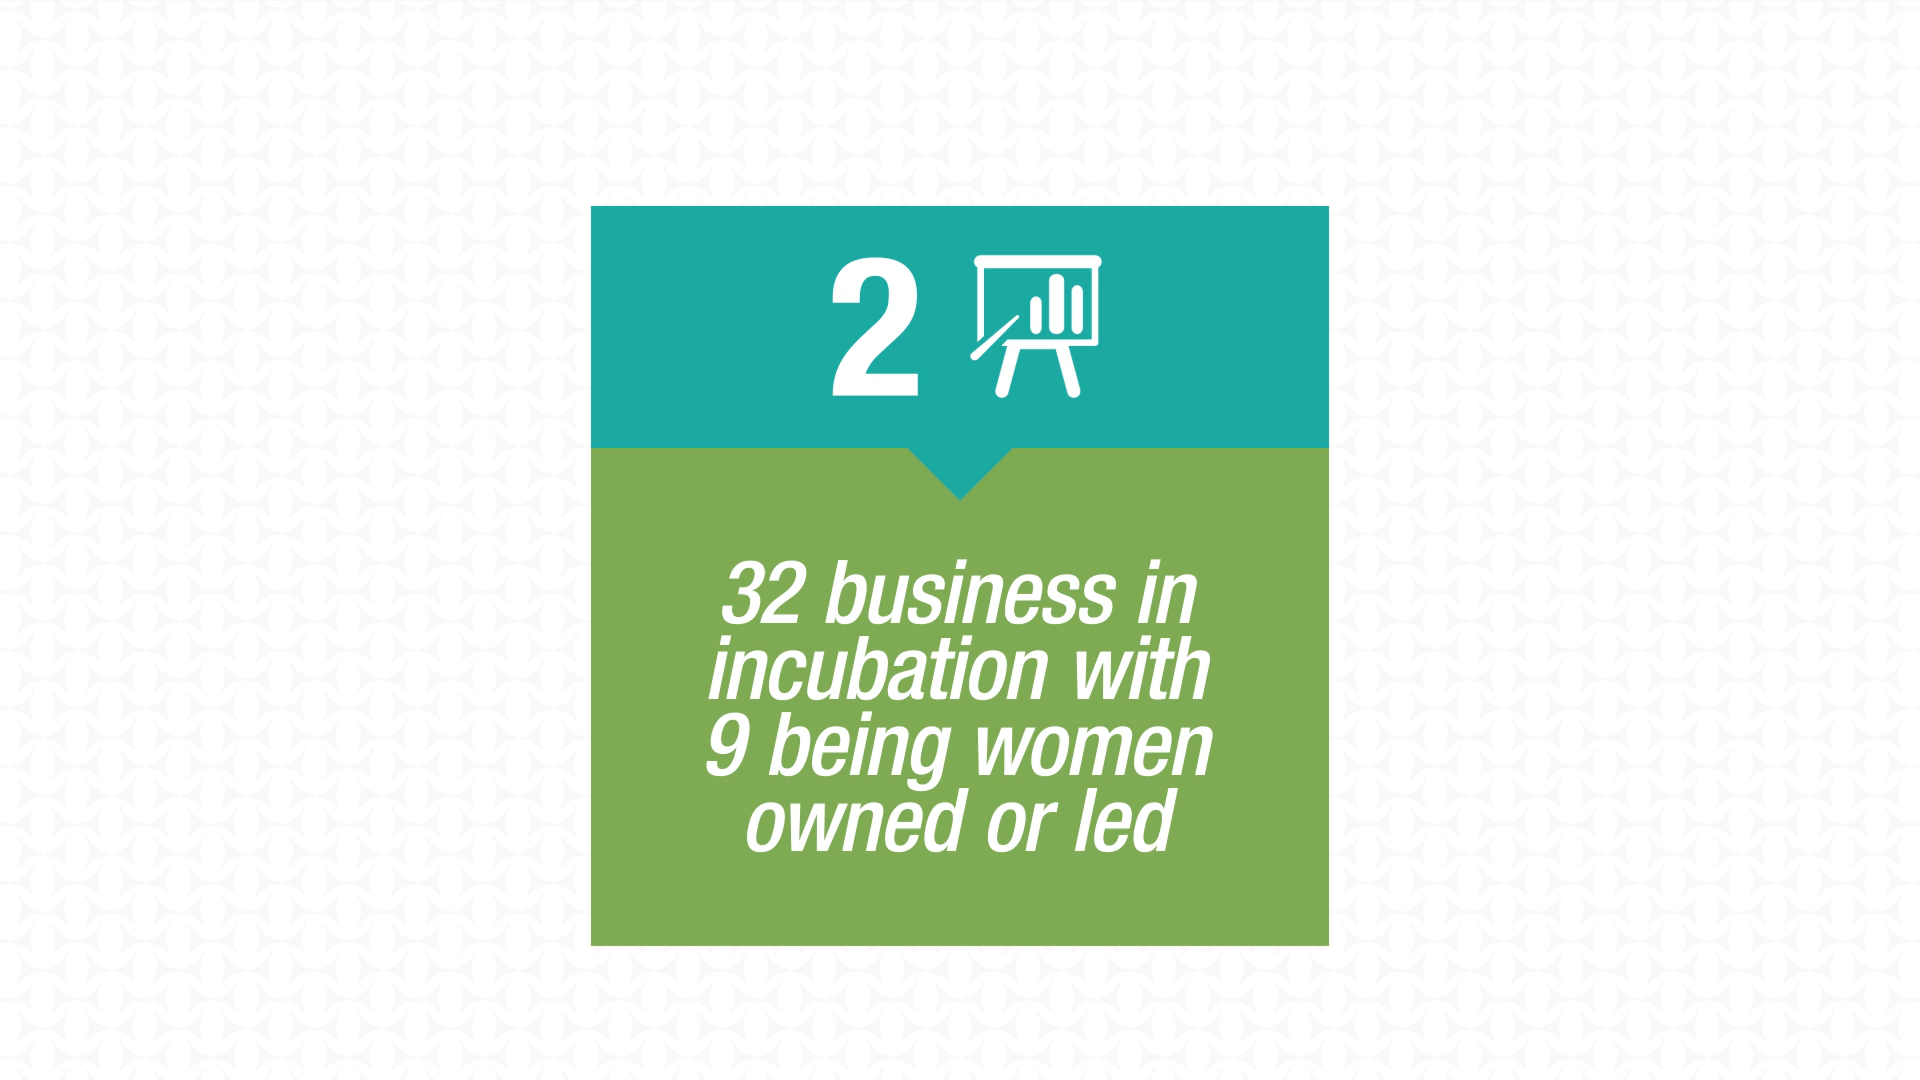 2
32 business in
incubation with
9 being women
owned or led